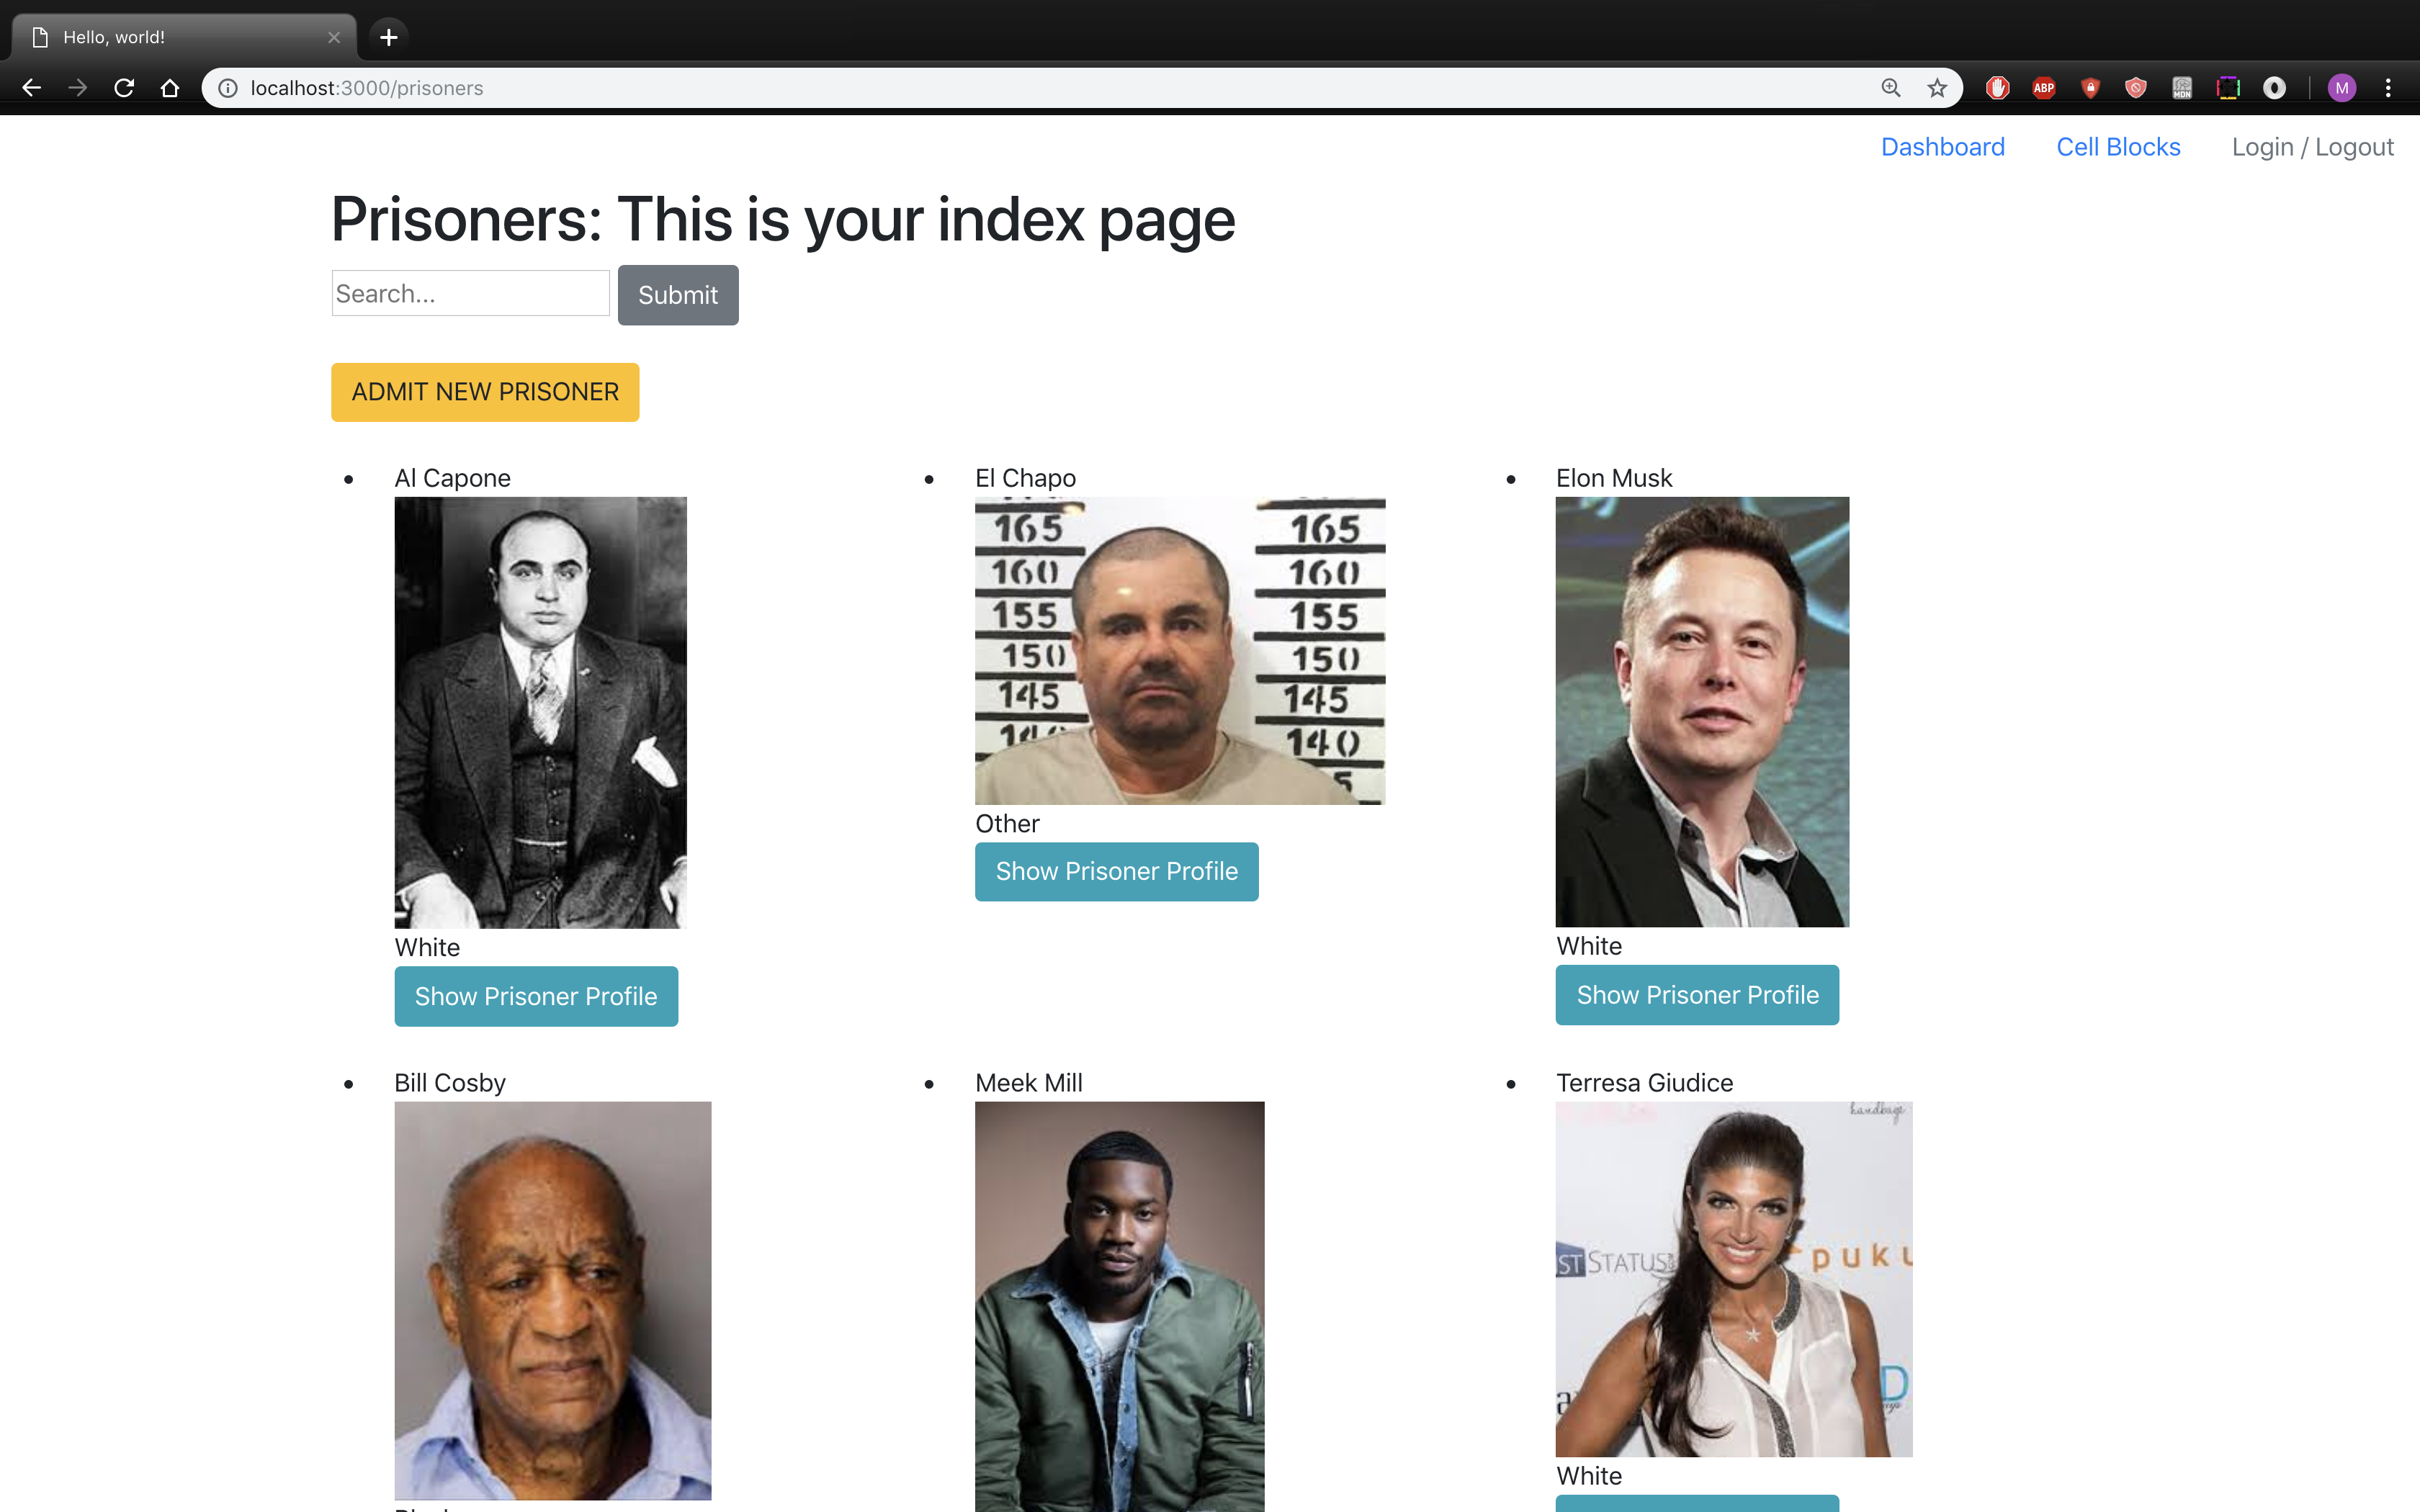 Hello, world!
localhost:3000/prisoners
ABP
MDN
M
Dashboard Cell Blocks Login / Logout
Prisoners: This is your index page
Search... Submit
ADMIT NEW PRISONER
Al Capone
White
Show Prisoner Profile
El Chapo
165 165
160 160
155 155
150 150
145 145
140
5
Other
Show Prisoner Profile
Elon Musk
White
Show Prisoner Profile
Bill Cosby
Meek Mill
Terresa Giudice
handbags
ST STATUS
puku
D
White